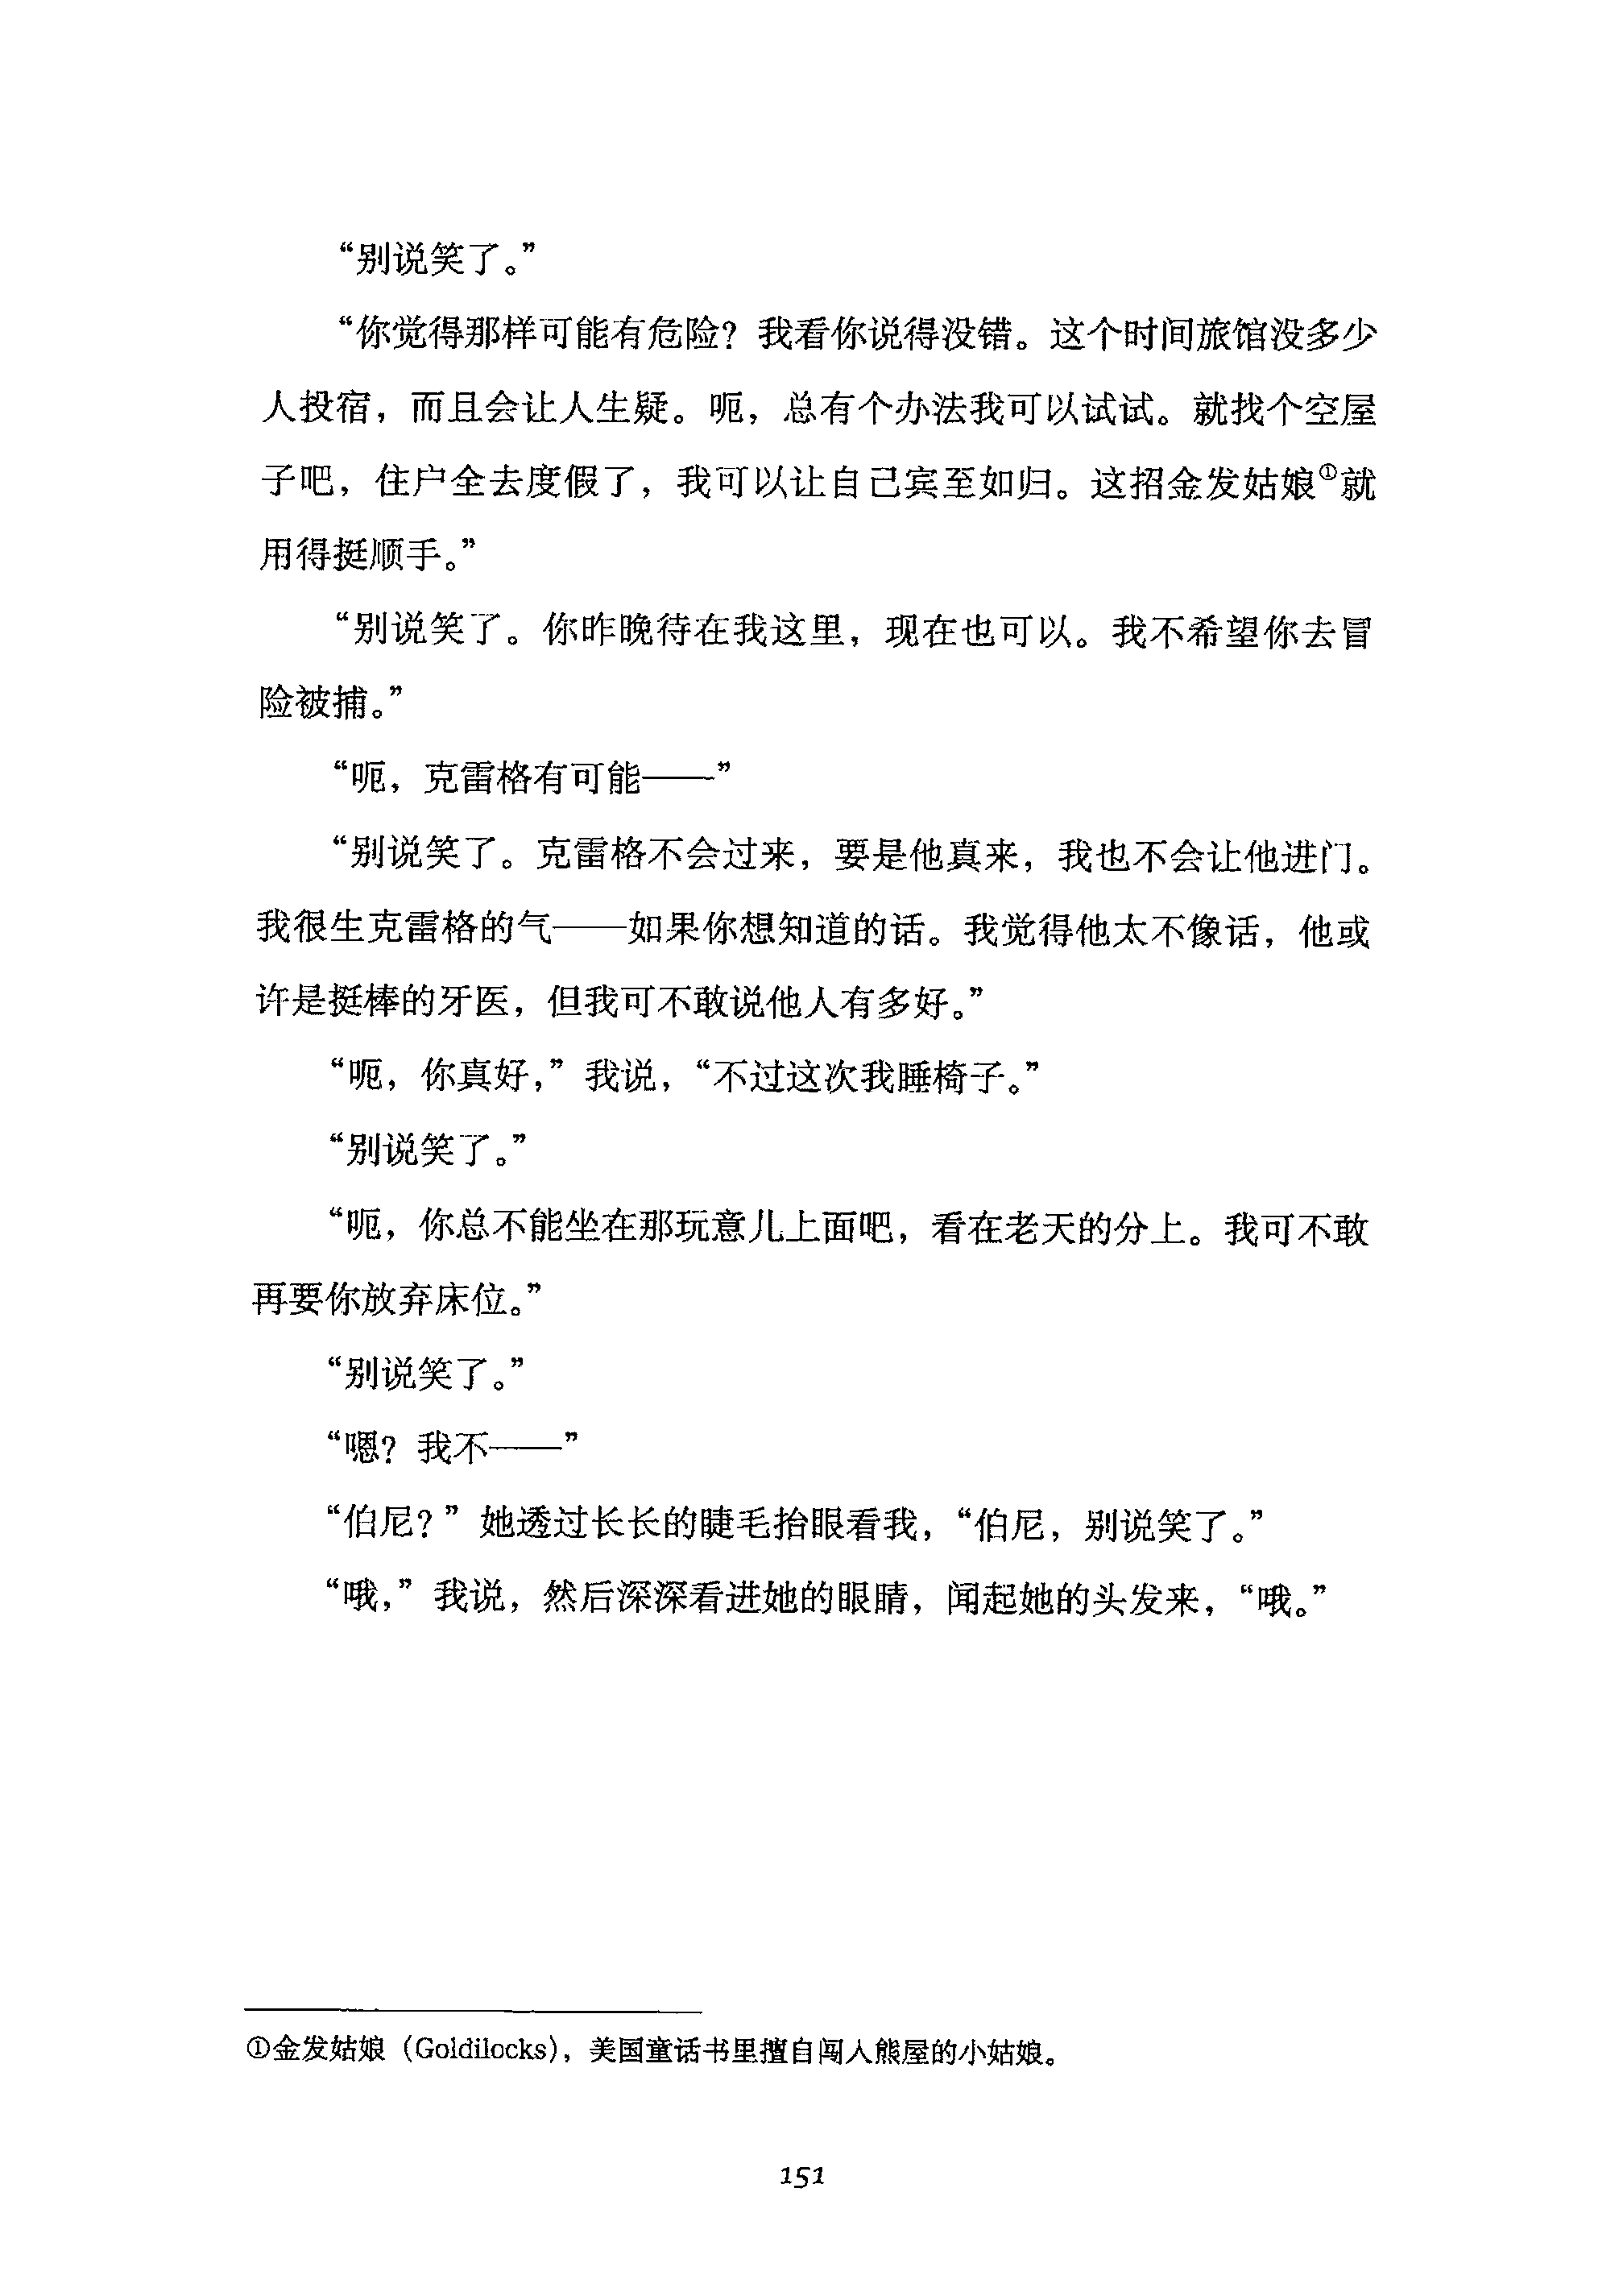 “别说笑了。”
“你觉得那样可能有危险？我看你说得没错。这个时间旅馆没多少
人投宿，而且会让人生疑。呃，总有个办法我可以试试。就找个空屋
子吧，住户全去度假了，我可以让自己宾至如归。这招金发姑娘①就
用得挺顺手。”
“别说笑了。你昨晚待在我这里，现在也可以。我不希望你去冒
险被捕。”
“呃，克雷格有可能——”
“别说笑了。克雷格不会过来，要是他真来，我也不会让他进门。
我很生克雷格的气——如果你想知道的话。我觉得他太不像话，他或
许是挺棒的牙医，但我可不敢说他人有多好。”
“呃，你真好，”我说，“不过这次我睡椅子。”
“别说笑了。”
“呃，你总不能坐在那玩意儿上面吧，看在老天的分上。我可不敢
再要你放弃床位。”
“别说笑了。”
“嗯？我不——”
“伯尼？”她透过长长的睫毛抬眼看我，“伯尼，别说笑了。”
“哦，”我说，然后深深看进她的眼睛，闻起她的头发来，“哦。”
①金发姑娘（Goldilocks），美国童话书里擅自闯入熊屋的小姑娘。
151